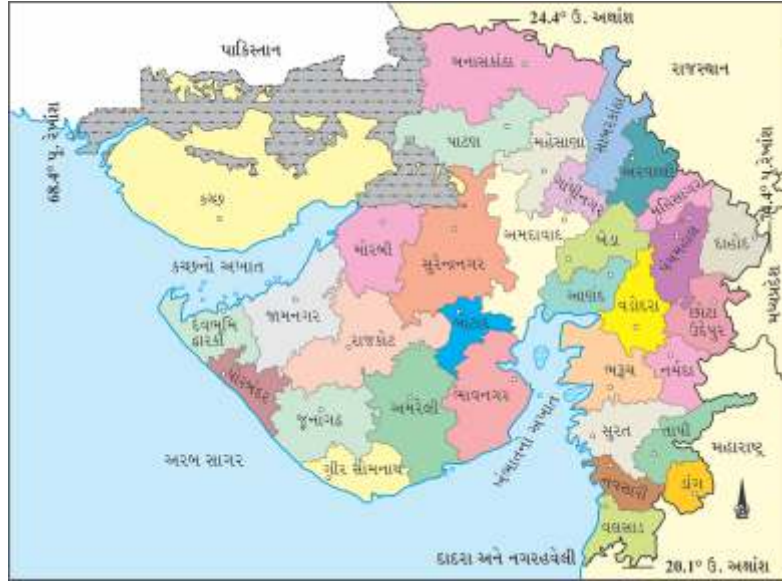 24.4° ઉ. અક્ષાંશ
પાકિસ્તાન
બનાસકાંઠા
રાજસ્થાન
68.4° પૂ. રેખાંશ
પાટણ
મહેસાણા
સાબરકાંઠા
અરવલ્લી
ગાંધીનગર
મહિસાગર
કચ્છ
મોરબી
સુરેન્દ્રનગર
અમદાવાદ
ખેડા
પંચમહાલ
દાહોદ
કચ્છનો અખાત
જામનગર
આણંદ
વડોદરા
છોટા
ઉદેપુર
દેવભૂમિ
દ્વારકા
રાજકોટ
બોટાદ
ભરૂચ
નર્મદા
પોરબંદર
જૂનાગઢ
અમરેલી
ભાવનગર
ખંભાતનો અખાત
સુરત
તાપી
મહારાષ્ટ્ર
અરબ સાગર
ગીર સોમનાથ
નવસારી
ડાંગ
વલસાડ
દાદરા અને નગરહવેલી
20.1° ઉ. અક્ષાંશ